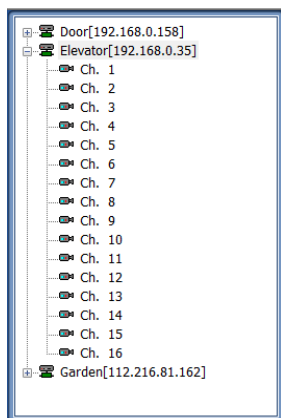 Door[192.168.0.158]
Elevator[192.168.0.35]
Ch. 1
Ch. 2
Ch. 3
Ch. 4
Ch. 5
Ch. 6
Ch. 7
Ch. 8
Ch. 9
Ch. 10
Ch. 11
Ch. 12
Ch. 13
Ch. 14
Ch. 15
Ch. 16
Garden[112.216.81.162]